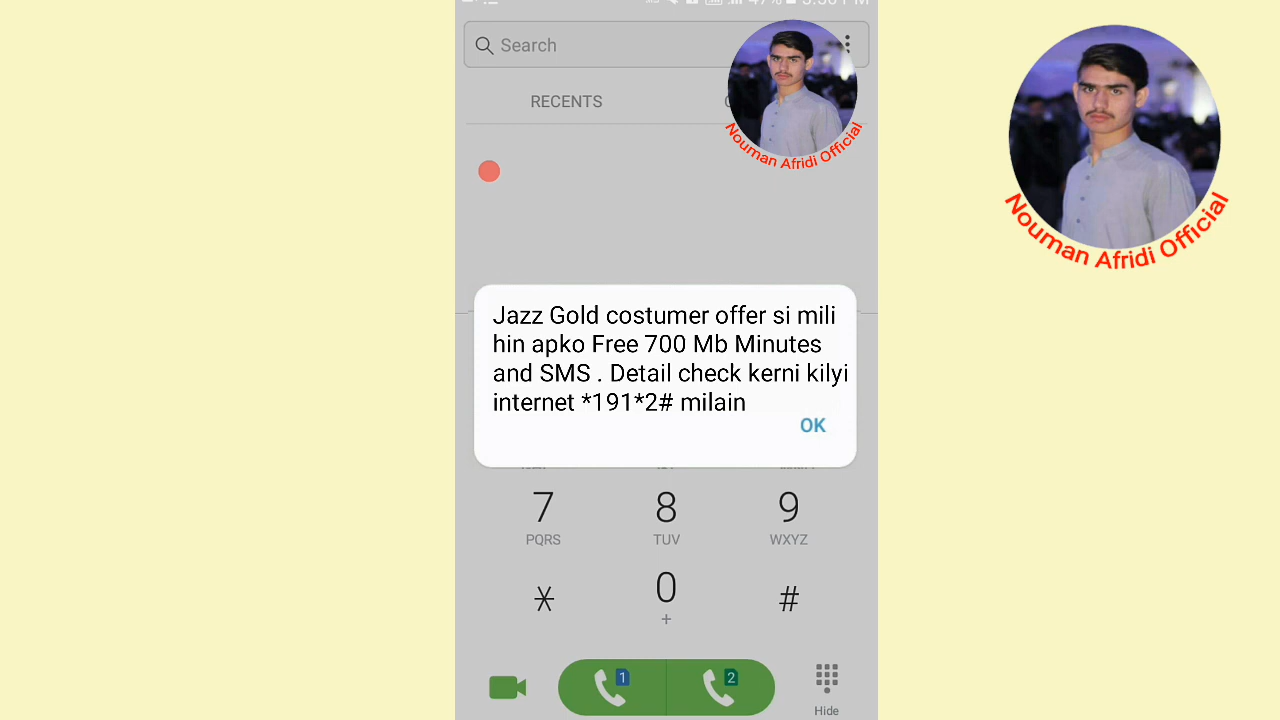 Search
RECENTS
Nouman Afridi Official
Nouman Afridi Official
Jazz Gold costumer offer si mili
hin apko Free 700 Mb Minutes
and SMS . Detail check kerni kilyi
internet *191*2# milain
OK
7 8 9
PQRS TUV WXYZ
* 0 #
+
1 2
Hide